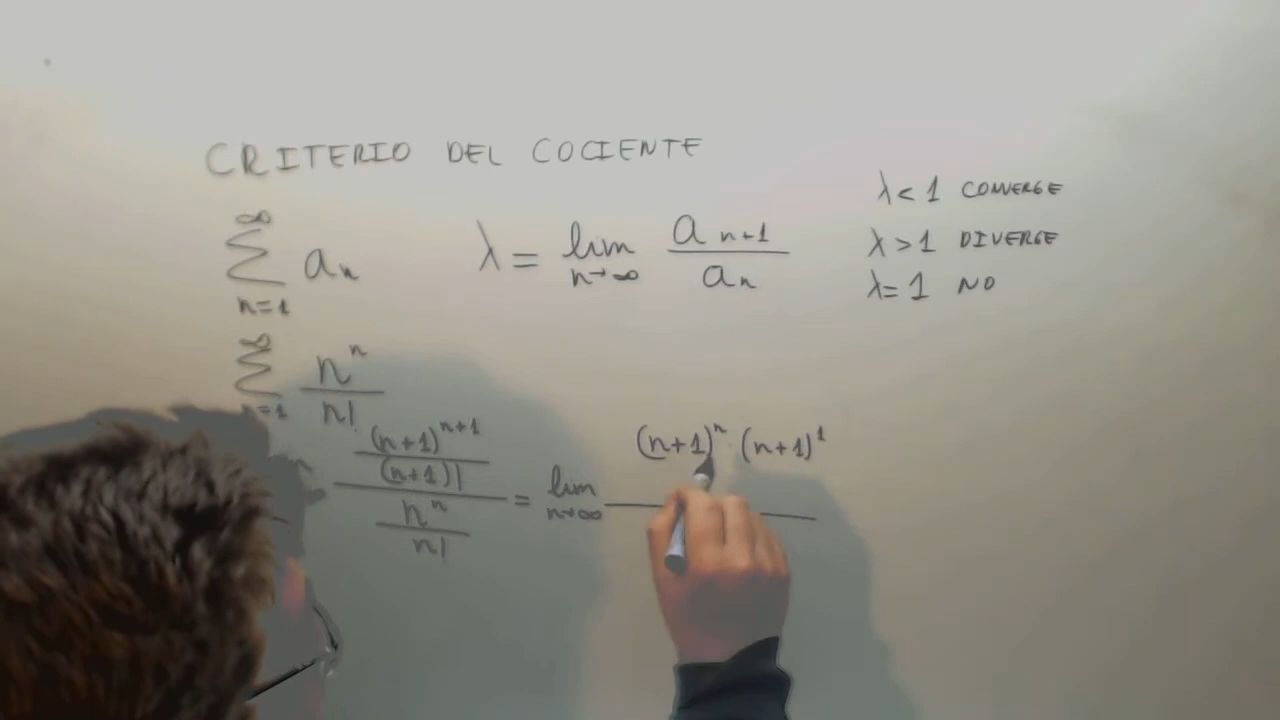 CRITERIO DEL COCIENTE
∞
∑ aₙ
n=1
λ = lim aₙ₊₁ / aₙ
n→∞
λ < 1 CONVERGE
λ > 1 DIVERGE
λ = 1 NO
∞
∑ nⁿ / n!
n=1
(n+1)ⁿ⁺¹
(n+1)!
nⁿ
n!
= lim (n+1)ⁿ · (n+1)¹
n→∞